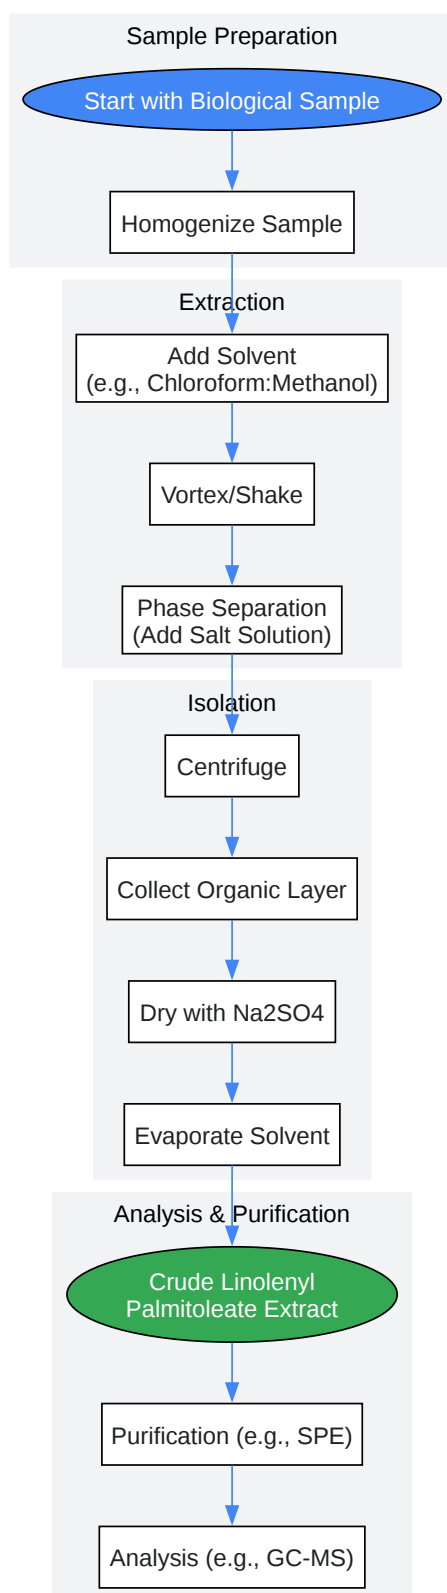 Sample Preparation
Start with Biological Sample
Homogenize Sample
Extraction
Add Solvent
(e.g., Chloroform:Methanol)
Vortex/Shake
Phase Separation
(Add Salt Solution)
Isolation
Centrifuge
Collect Organic Layer
Dry with Na2SO4
Evaporate Solvent
Analysis & Purification
Crude Linolenyl
Palmitoleate Extract
Purification (e.g., SPE)
Analysis (e.g., GC-MS)